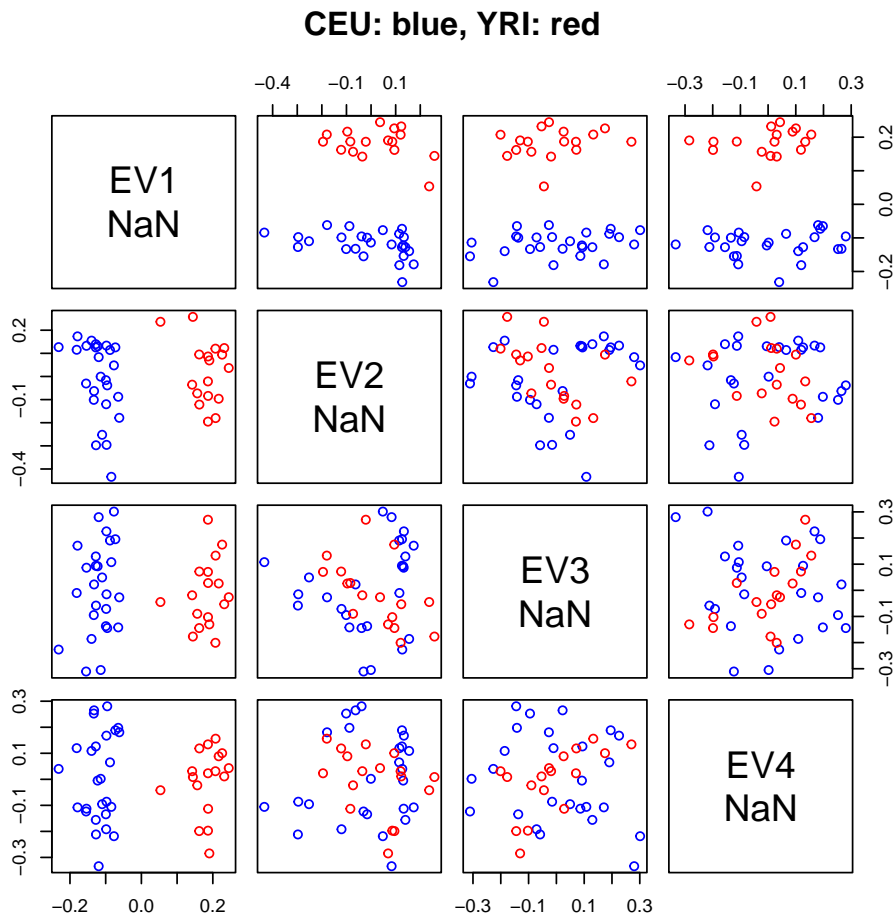 CEU: blue, YRI: red
−0.4 −0.1 0.1 −0.3 −0.1 0.1 0.3
EV1
NaN
−0.2 0.0 0.2
−0.4 −0.1 0.2
EV2
NaN
EV3
NaN
−0.3 −0.1 0.1 0.3
−0.3 −0.1 0.1 0.3
EV4
NaN
−0.2 0.0 0.2 −0.3 −0.1 0.1 0.3